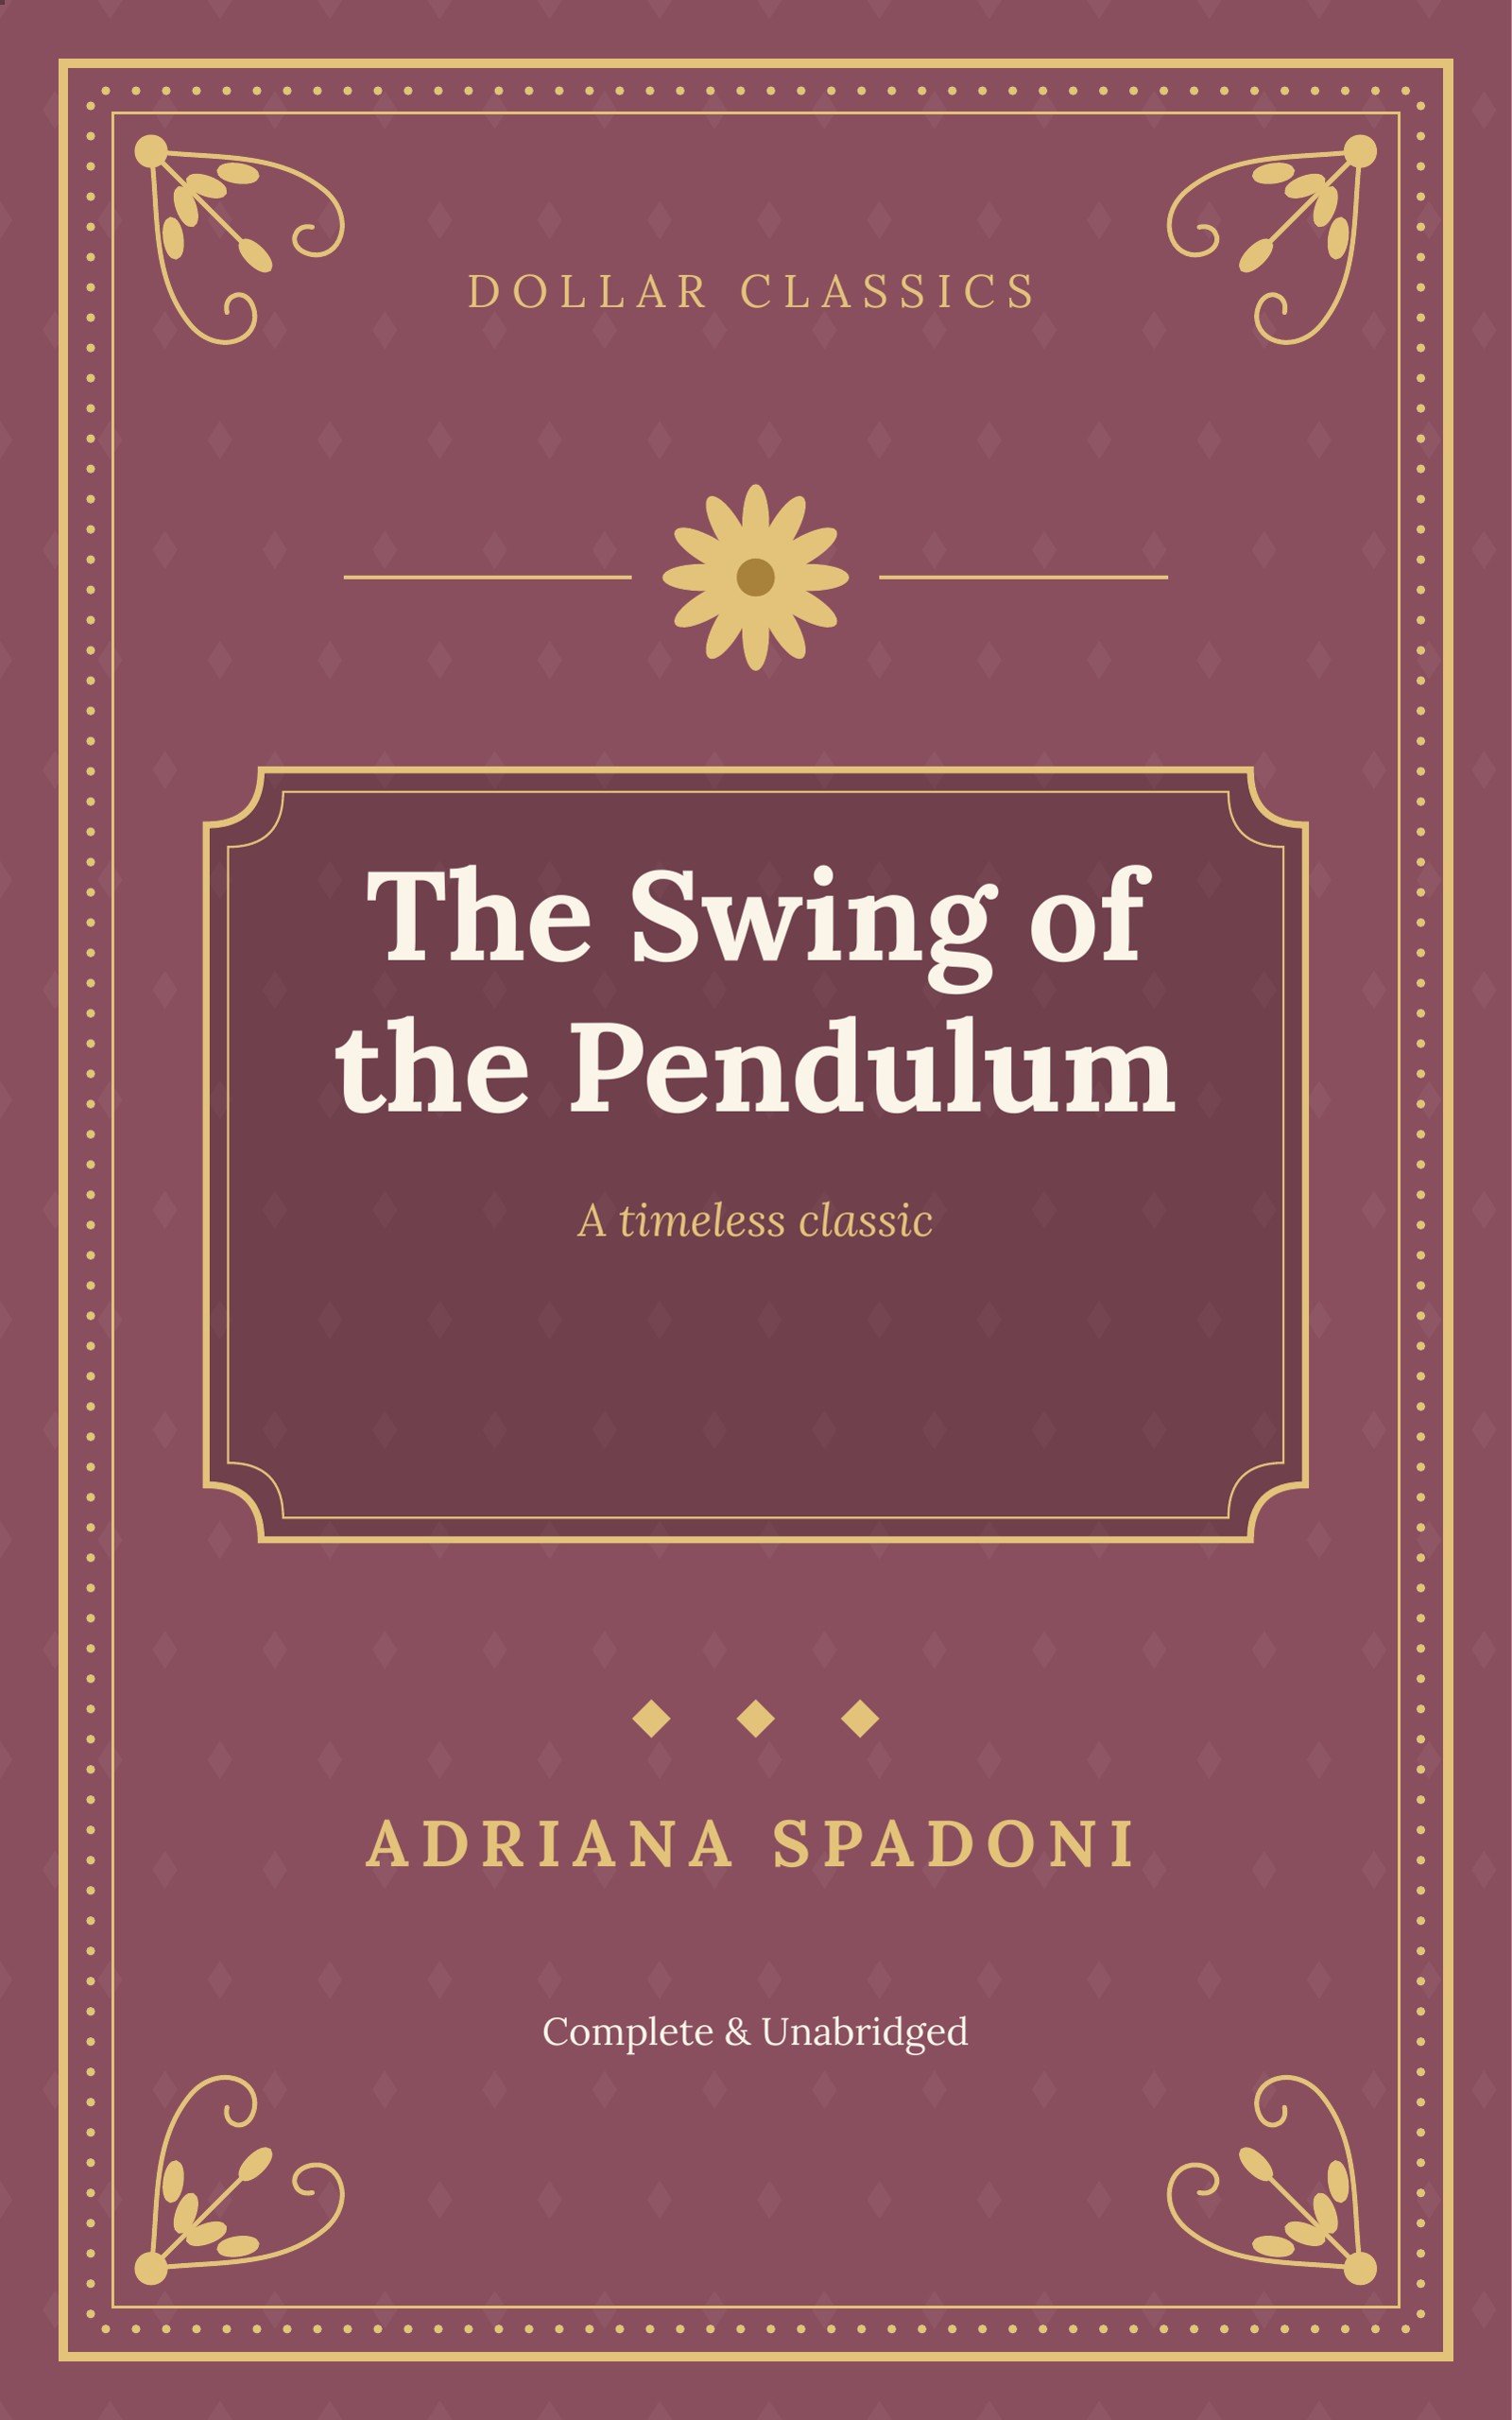 DOLLAR CLASSICS
The Swing of
the Pendulum
A timeless classic
ADRIANA SPADONI
Complete & Unabridged